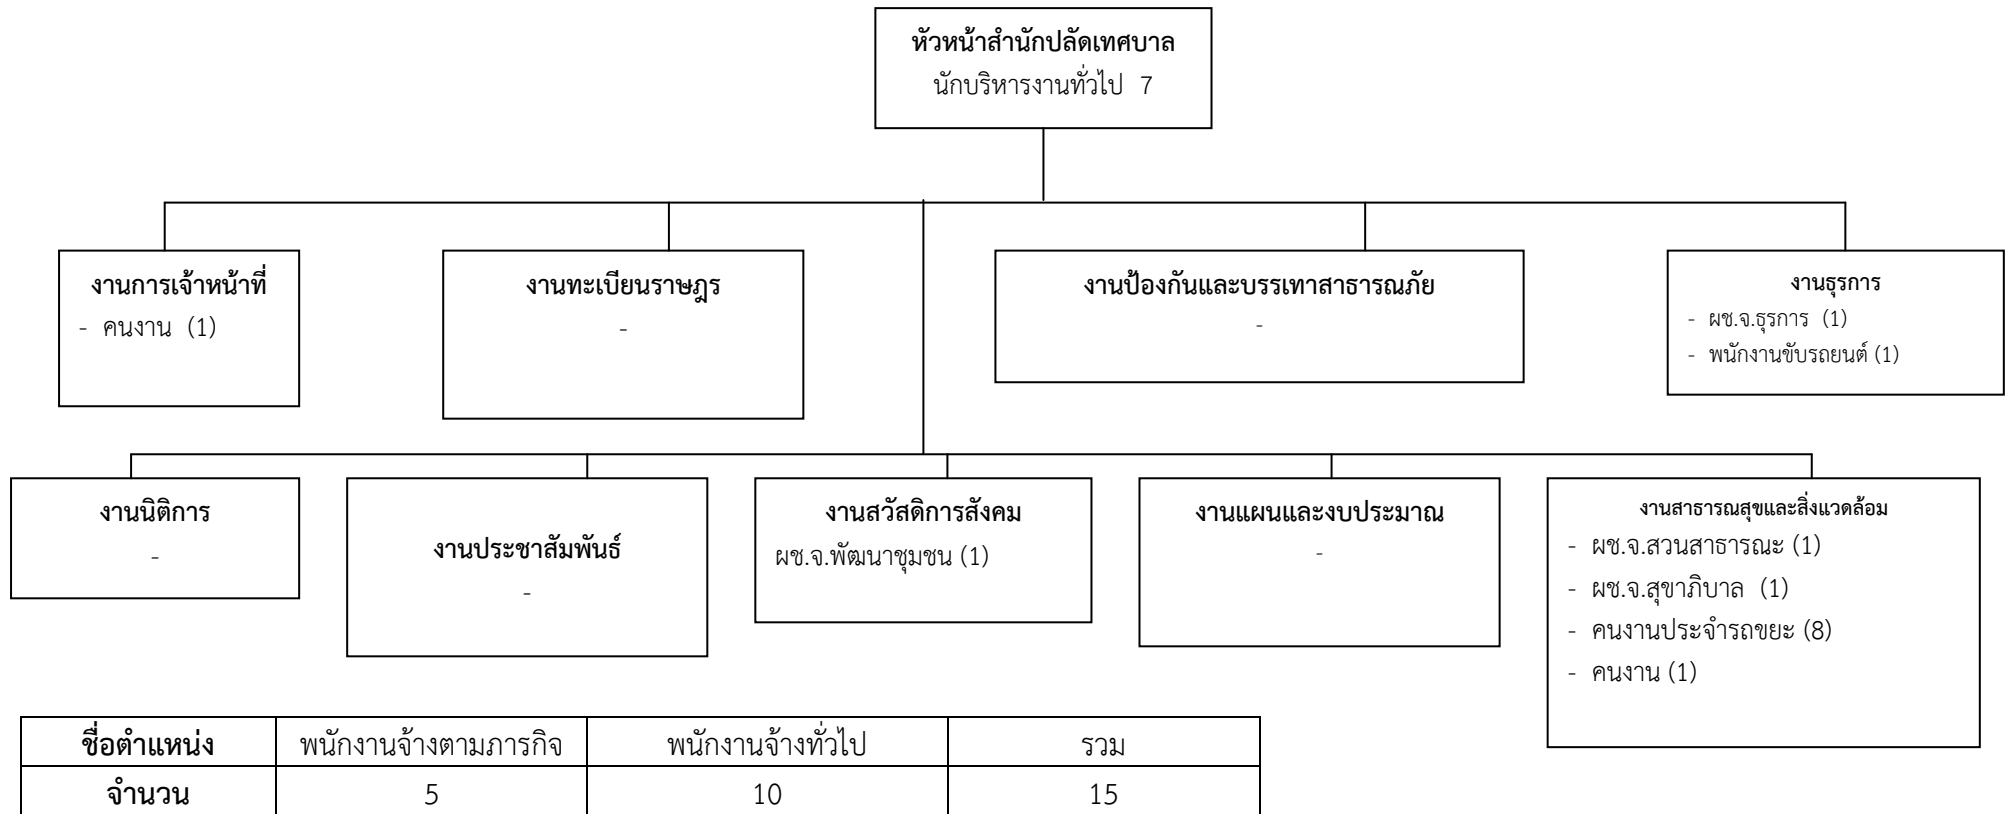 หัวหน้าสำนักปลัดเทศบาล
นักบริหารงานทั่วไป 7
งานการเจ้าหน้าที่
- คนงาน (1)
งานทะเบียนราษฎร
-
งานป้องกันและบรรเทาสาธารณภัย
-
งานธุรการ
- ผช.จ.ธุรการ (1)
- พนักงานขับรถยนต์ (1)
งานนิติการ
-
งานประชาสัมพันธ์
-
งานสวัสดิการสังคม
ผช.จ.พัฒนาชุมชน (1)
งานแผนและงบประมาณ
-
งานสาธารณสุขและสิ่งแวดล้อม
- ผช.จ.สวนสาธารณะ (1)
- ผช.จ.สุขาภิบาล (1)
- คนงานประจำรถขยะ (8)
- คนงาน (1)
ชื่อตำแหน่ง พนักงานจ้างตามภารกิจ พนักงานจ้างทั่วไป รวม
จำนวน 5 10 15